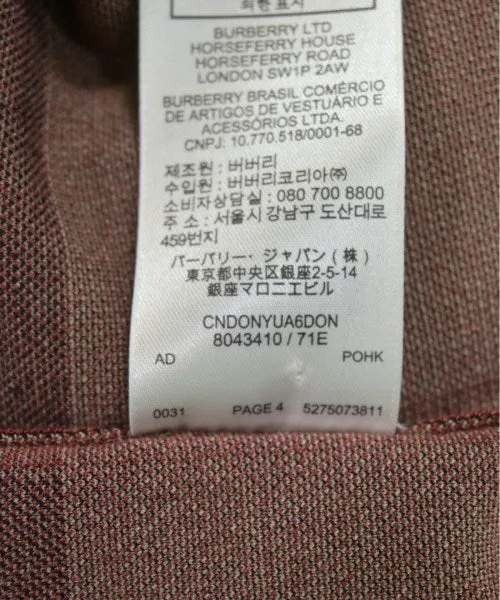 의한 표시
BURBERRY LTD
HORSEFERRY HOUSE
HORSEFERRY ROAD
LONDON SW1P 2AW
BURBERRY BRASIL COMÉRCIO
DE ARTIGOS DE VESTUÁRIO E
ACESSÓRIOS LTDA.
CNPJ: 10.770.518/0001-68
제조원 : 버버리
수입원 : 버버리코리아㈜
소비자상담실 : 080 700 8800
주 소 : 서울시 강남구 도산대로
459번지
バーバリー・ジャパン(株)
東京都中央区銀座2-5-14
銀座マロニエビル
CNDONYUA6DON
8043410 / 71E
AD POHK
0031 PAGE 4 5275073811